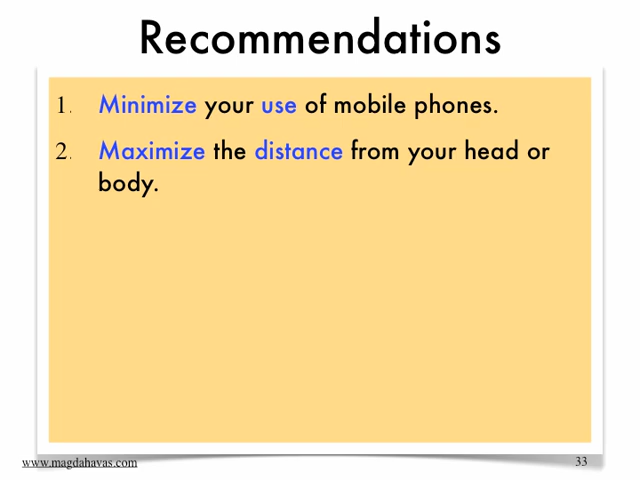 Recommendations
1. Minimize your use of mobile phones.
2. Maximize the distance from your head or
body.
www.magdahavas.com
33